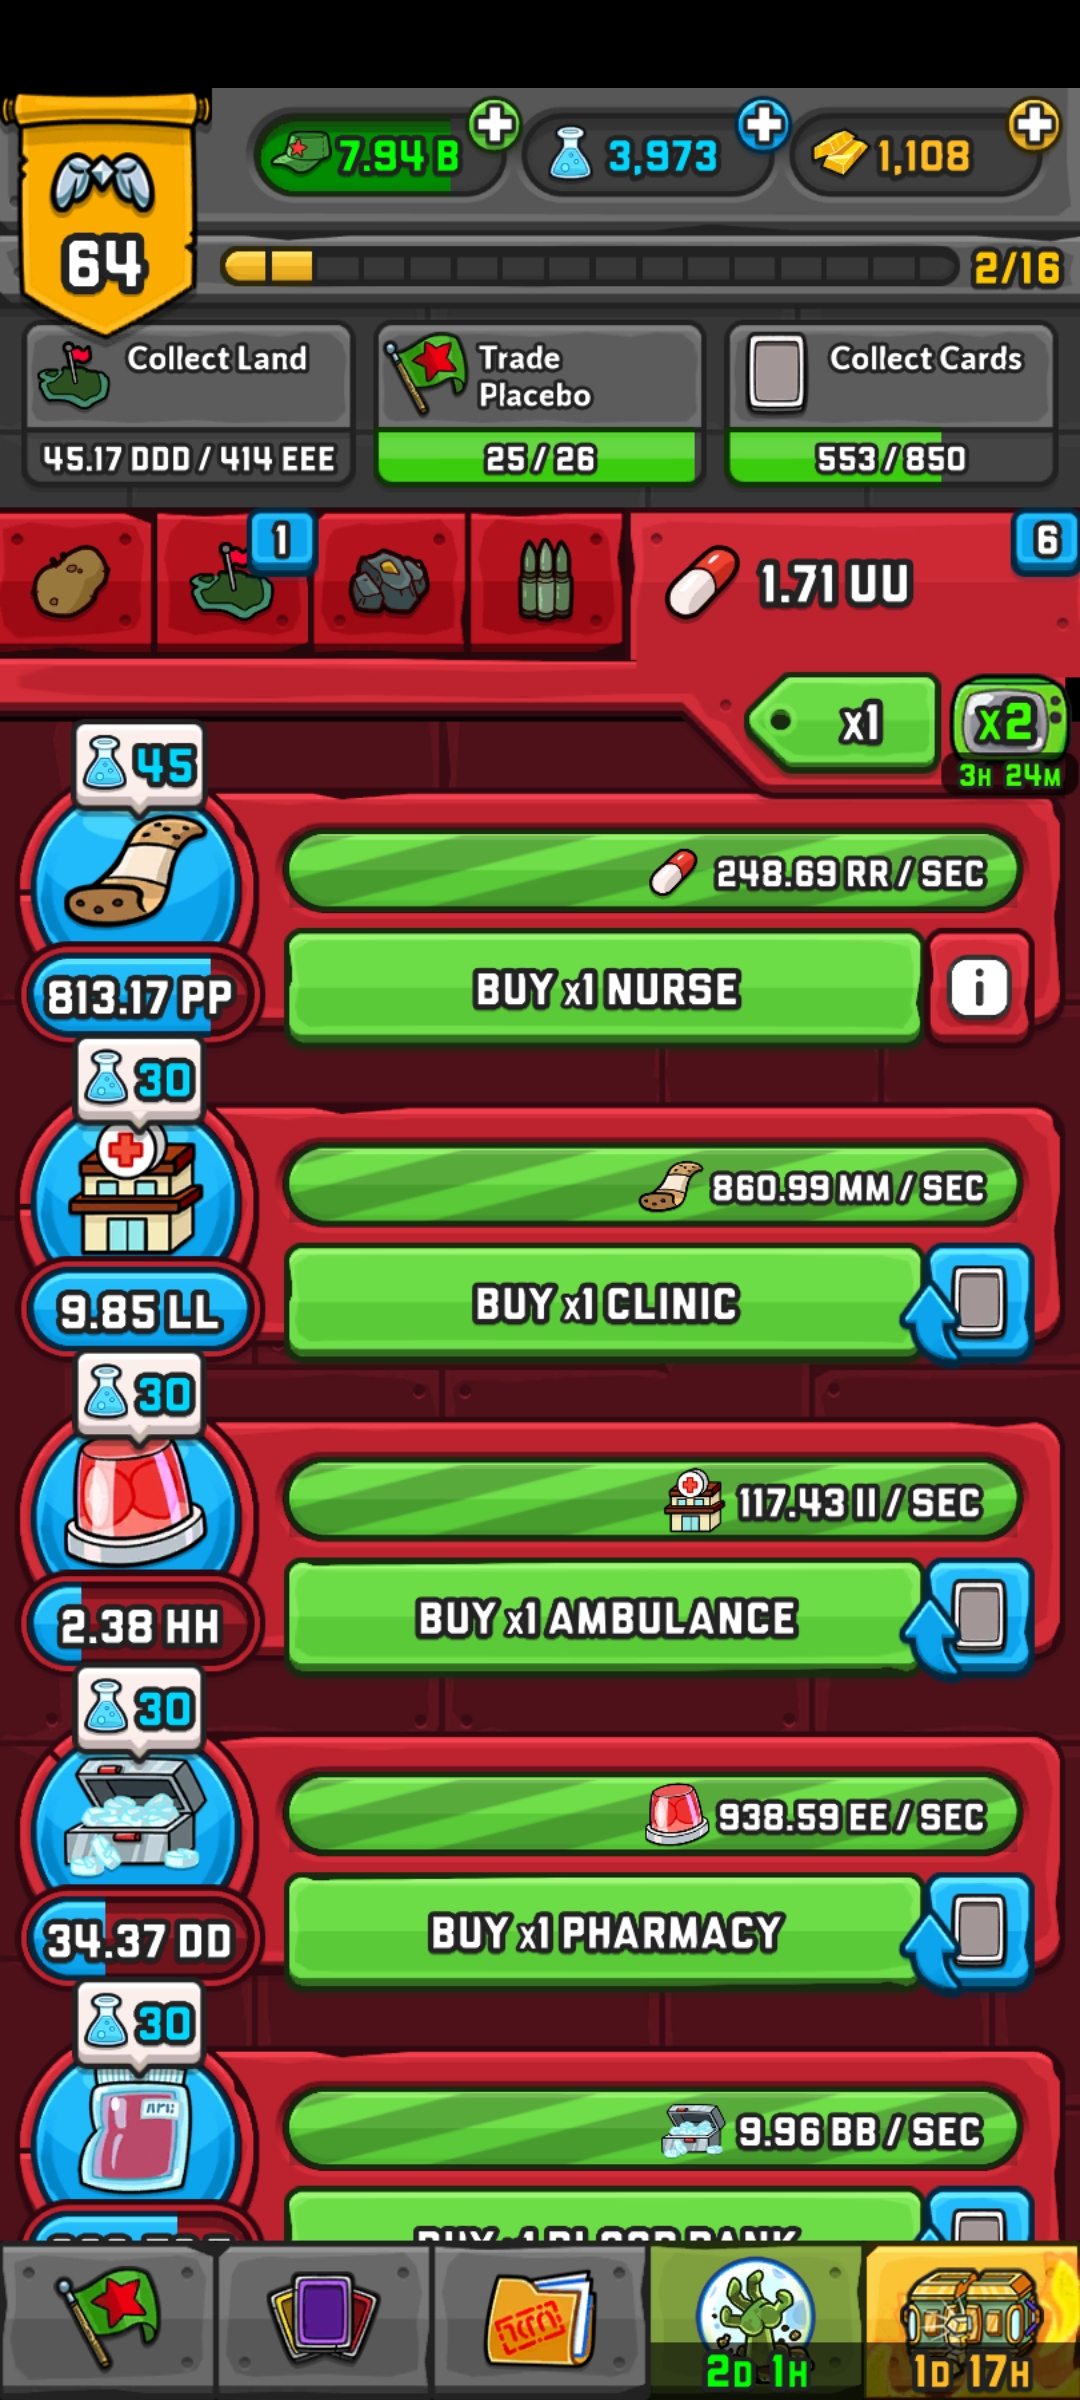 64
7.94 B
3,973
1,108
2/16
Collect Land
45.17 DDD / 414 EEE
Trade
Placebo
25 / 26
Collect Cards
553 / 850
1
6
1.71 UU
x1
x2
3H 24M
45
248.69 RR / SEC
813.17 PP
BUY x1 NURSE
i
30
860.99 MM / SEC
9.85 LL
BUY x1 CLINIC
30
117.43 II / SEC
2.38 HH
BUY x1 AMBULANCE
30
938.59 EE / SEC
34.37 DD
BUY x1 PHARMACY
30
9.96 BB / SEC
BUY x1 BLOOD BANK
2D 1H
1D 17H